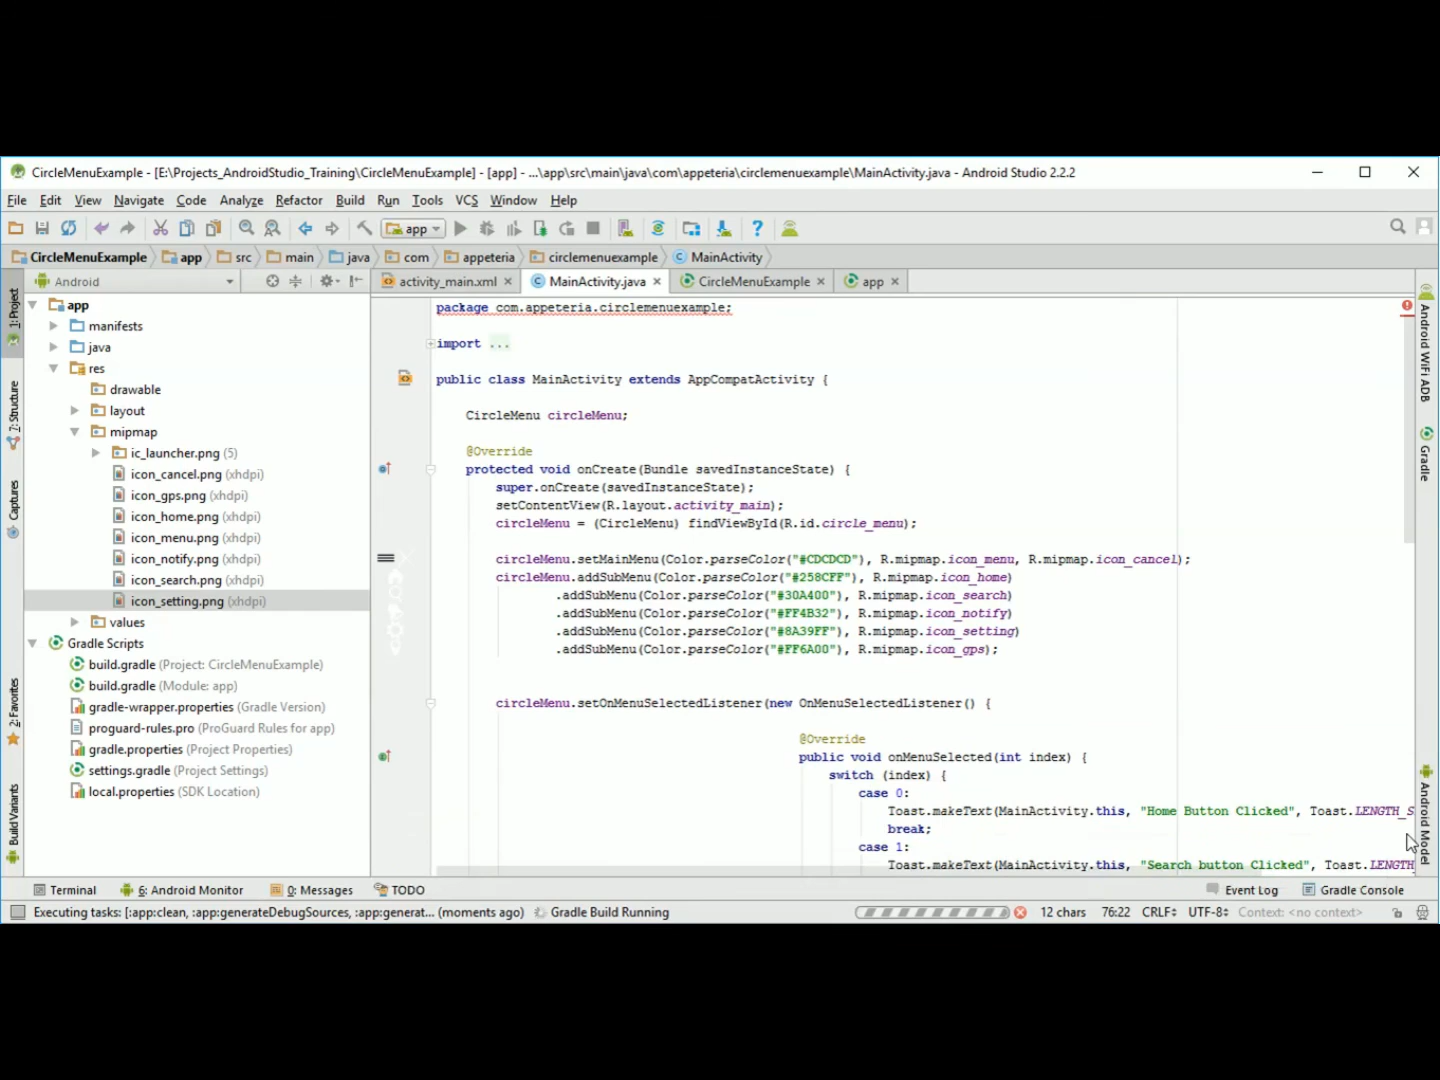 CircleMenuExample - [E:\Projects_AndroidStudio_Training\CircleMenuExample] - [app] - ...\app\src\main\java\com\appeteria\circlemenuexample\MainActivity.java - Android Studio 2.2.2
File Edit View Navigate Code Analyze Refactor Build Run Tools VCS Window Help
app
CircleMenuExample app src main java com appeteria circlemenuexample MainActivity
Android
activity_main.xml MainActivity.java CircleMenuExample app
1: Project
7: Structure
Captures
2: Favorites
Build Variants
app
manifests
java
res
drawable
layout
mipmap
ic_launcher.png (5)
icon_cancel.png (xhdpi)
icon_gps.png (xhdpi)
icon_home.png (xhdpi)
icon_menu.png (xhdpi)
icon_notify.png (xhdpi)
icon_search.png (xhdpi)
icon_setting.png (xhdpi)
values
Gradle Scripts
build.gradle (Project: CircleMenuExample)
build.gradle (Module: app)
gradle-wrapper.properties (Gradle Version)
proguard-rules.pro (ProGuard Rules for app)
gradle.properties (Project Properties)
settings.gradle (Project Settings)
local.properties (SDK Location)
package com.appeteria.circlemenuexample;
import ...
public class MainActivity extends AppCompatActivity {
CircleMenu circleMenu;
@Override
protected void onCreate(Bundle savedInstanceState) {
super.onCreate(savedInstanceState);
setContentView(R.layout.activity_main);
circleMenu = (CircleMenu) findViewById(R.id.circle_menu);
circleMenu.setMainMenu(Color.parseColor("#CDCDCD"), R.mipmap.icon_menu, R.mipmap.icon_cancel);
circleMenu.addSubMenu(Color.parseColor("#258CFF"), R.mipmap.icon_home)
.addSubMenu(Color.parseColor("#30A400"), R.mipmap.icon_search)
.addSubMenu(Color.parseColor("#FF4B32"), R.mipmap.icon_notify)
.addSubMenu(Color.parseColor("#8A39FF"), R.mipmap.icon_setting)
.addSubMenu(Color.parseColor("#FF6A00"), R.mipmap.icon_gps);
circleMenu.setOnMenuSelectedListener(new OnMenuSelectedListener() {
@Override
public void onMenuSelected(int index) {
switch (index) {
case 0:
Toast.makeText(MainActivity.this, "Home Button Clicked", Toast.LENGTH_S
break;
case 1:
Toast.makeText(MainActivity.this, "Search button Clicked", Toast.LENGTH
Android WiFi ADB
Gradle
Android Model
Terminal 6: Android Monitor 0: Messages TODO Event Log Gradle Console
Executing tasks: [:app:clean, :app:generateDebugSources, :app:generat... (moments ago) Gradle Build Running 12 chars 76:22 CRLF UTF-8 Context: <no context>